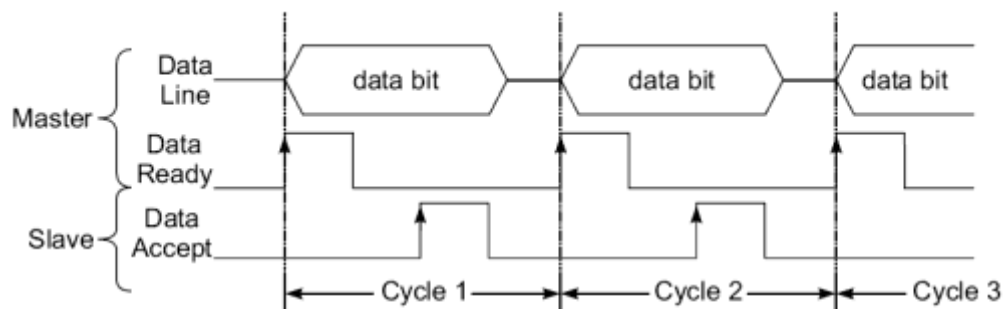 Master
Data
Line
data bit
data bit
data bit
Data
Ready
Slave
Data
Accept
Cycle 1
Cycle 2
Cycle 3